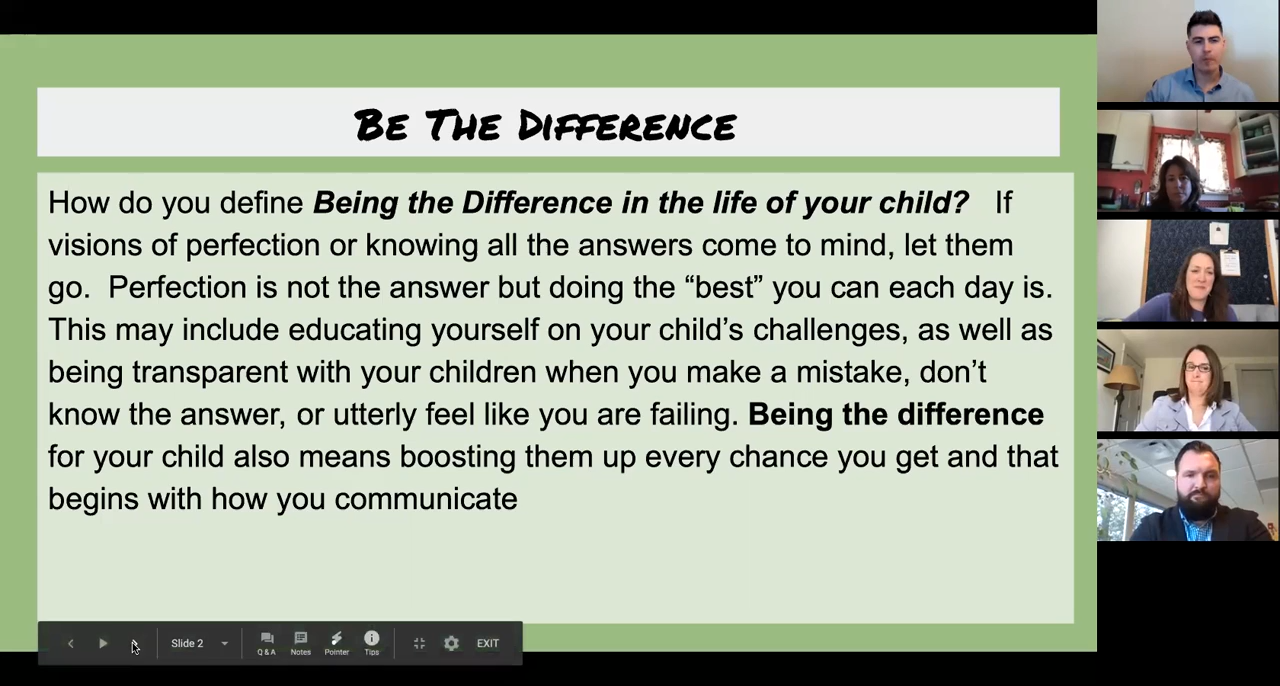 BE THE DIFFERENCE
How do you define Being the Difference in the life of your child? If
visions of perfection or knowing all the answers come to mind, let them
go. Perfection is not the answer but doing the “best” you can each day is.
This may include educating yourself on your child’s challenges, as well as
being transparent with your children when you make a mistake, don’t
know the answer, or utterly feel like you are failing. Being the difference
for your child also means boosting them up every chance you get and that
begins with how you communicate
Slide 2
Q & A
Notes
Pointer
Tips
EXIT